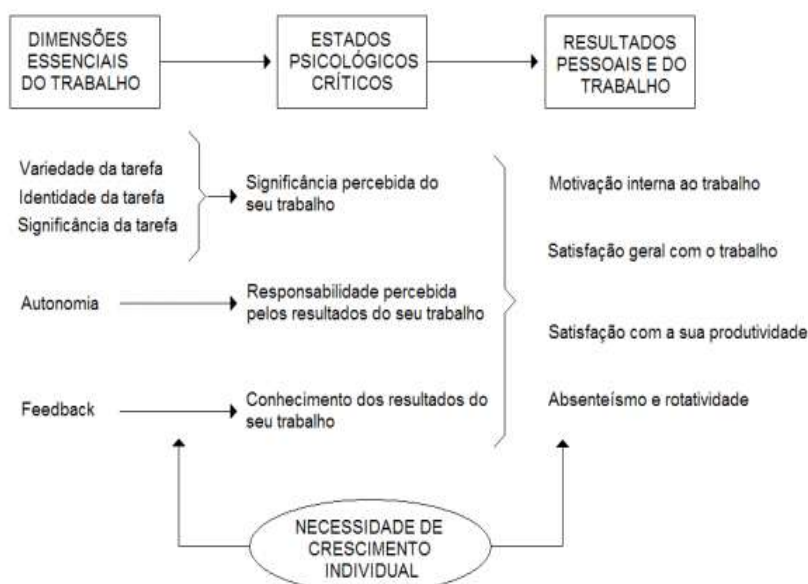 DIMENSÕES
ESSENCIAIS
DO TRABALHO
ESTADOS
PSICOLÓGICOS
CRÍTICOS
RESULTADOS
PESSOAIS E DO
TRABALHO
Variedade da tarefa
Identidade da tarefa
Significância da tarefa
Significância percebida do
seu trabalho
Motivação interna ao trabalho
Satisfação geral com o trabalho
Autonomia
Responsabilidade percebida
pelos resultados do seu trabalho
Satisfação com a sua produtividade
Feedback
Conhecimento dos resultados do
seu trabalho
Absenteísmo e rotatividade
NECESSIDADE DE
CRESCIMENTO
INDIVIDUAL